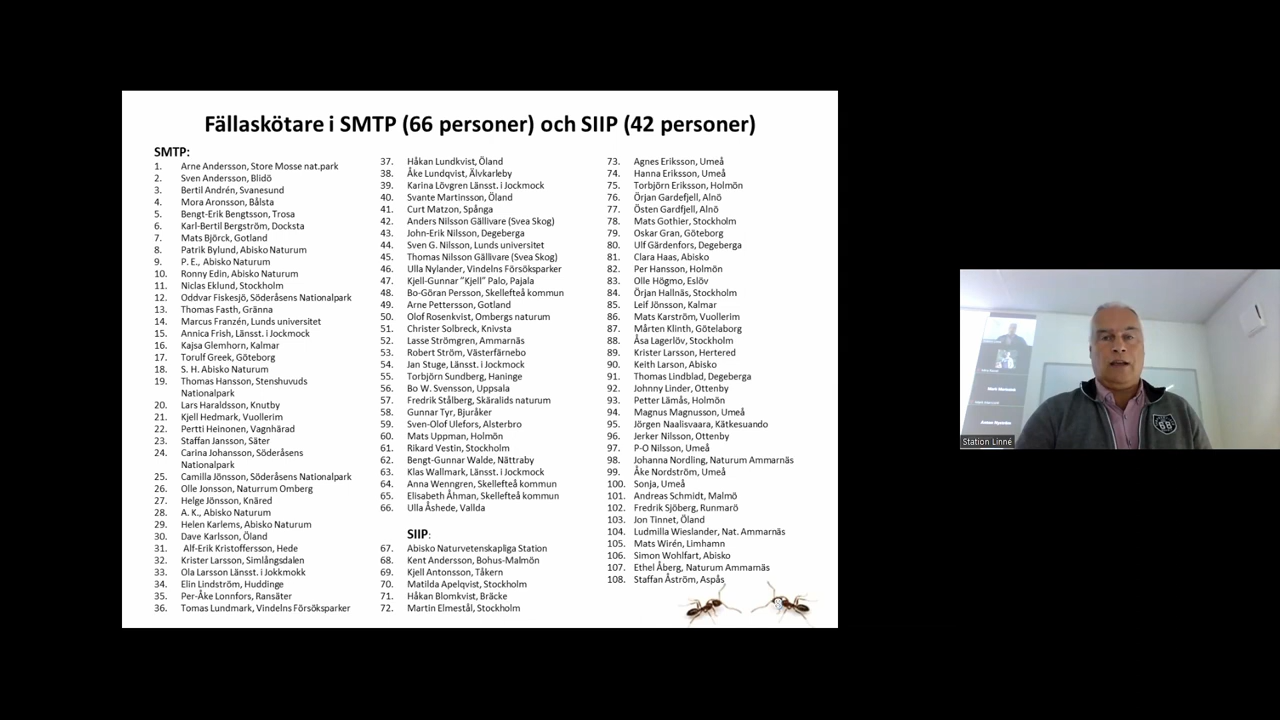 Fällaskötare i SMTP (66 personer) och SIIP (42 personer)
SMTP:
1. Arne Andersson, Store Mosse nat.park
2. Sven Andersson, Blidö
3. Bertil Andrén, Svanesund
4. Mora Aronsson, Bålsta
5. Bengt-Erik Bengtsson, Trosa
6. Karl-Bertil Bergström, Docksta
7. Mats Björck, Gotland
8. Patrik Bylund, Abisko Naturum
9. P. E., Abisko Naturum
10. Ronny Edin, Abisko Naturum
11. Niclas Eklund, Stockholm
12. Oddvar Fiskesjö, Söderåsens Nationalpark
13. Thomas Fasth, Gränna
14. Marcus Franzén, Lunds universitet
15. Annica Frish, Länsst. i Jockmock
16. Kajsa Glemhorn, Kalmar
17. Torulf Greek, Göteborg
18. S. H. Abisko Naturum
19. Thomas Hansson, Stenshuvuds
Nationalpark
20. Lars Haraldsson, Knutby
21. Kjell Hedmark, Vuollerim
22. Pertti Heinonen, Vagnhärad
23. Staffan Jansson, Säter
24. Carina Johansson, Söderåsens
Nationalpark
25. Camilla Jönsson, Söderåsens Nationalpark
26. Olle Jonsson, Naturrum Omberg
27. Helge Jönsson, Knäred
28. A. K., Abisko Naturum
29. Helen Karlems, Abisko Naturum
30. Dave Karlsson, Öland
31. Alf-Erik Kristoffersson, Hede
32. Krister Larsson, Simlångsdalen
33. Ola Larsson Länsst. i Jokkmokk
34. Elin Lindström, Huddinge
35. Per-Åke Lonnfors, Ransäter
36. Tomas Lundmark, Vindelns Försöksparker
37. Håkan Lundkvist, Öland
38. Åke Lundqvist, Älvkarleby
39. Karina Lövgren Länsst. i Jockmock
40. Svante Martinsson, Öland
41. Curt Matzon, Spånga
42. Anders Nilsson Gällivare (Svea Skog)
43. John-Erik Nilsson, Degeberga
44. Sven G. Nilsson, Lunds universitet
45. Thomas Nilsson Gällivare (Svea Skog)
46. Ulla Nylander, Vindelns Försöksparker
47. Kjell-Gunnar ”Kjell” Palo, Pajala
48. Bo-Göran Persson, Skellefteå kommun
49. Arne Pettersson, Gotland
50. Olof Rosenkvist, Ombergs naturum
51. Christer Solbreck, Knivsta
52. Lasse Strömgren, Ammarnäs
53. Robert Ström, Västerfärnebo
54. Jan Stuge, Länsst. i Jockmock
55. Torbjörn Sundberg, Haninge
56. Bo W. Svensson, Uppsala
57. Fredrik Stålberg, Skäralids naturum
58. Gunnar Tyr, Bjuråker
59. Sven-Olof Ulefors, Alsterbro
60. Mats Uppman, Holmön
61. Rikard Vestin, Stockholm
62. Bengt-Gunnar Walde, Nättraby
63. Klas Wallmark, Länsst. i Jockmock
64. Anna Wenngren, Skellefteå kommun
65. Elisabeth Åhman, Skellefteå kommun
66. Ulla Åshede, Vallda
SIIP:
67. Abisko Naturvetenskapliga Station
68. Kent Andersson, Bohus-Malmön
69. Kjell Antonsson, Tåkern
70. Matilda Apelqvist, Stockholm
71. Håkan Blomkvist, Bräcke
72. Martin Elmestål, Stockholm
73. Agnes Eriksson, Umeå
74. Hanna Eriksson, Umeå
75. Torbjörn Eriksson, Holmön
76. Örjan Gardefjell, Alnö
77. Östen Gardfjell, Alnö
78. Mats Gothier, Stockholm
79. Oskar Gran, Göteborg
80. Ulf Gärdenfors, Degeberga
81. Clara Haas, Abisko
82. Per Hansson, Holmön
83. Olle Högmo, Eslöv
84. Örjan Hallnäs, Stockholm
85. Leif Jönsson, Kalmar
86. Mats Karström, Vuollerim
87. Mårten Klinth, Götelaborg
88. Åsa Lagerlöv, Stockholm
89. Krister Larsson, Hertered
90. Keith Larson, Abisko
91. Thomas Lindblad, Degeberga
92. Johnny Linder, Ottenby
93. Petter Lämås, Holmön
94. Magnus Magnusson, Umeå
95. Jörgen Naalisvaara, Kätkesuando
96. Jerker Nilsson, Ottenby
97. P-O Nilsson, Umeå
98. Johanna Nordling, Naturum Ammarnäs
99. Åke Nordström, Umeå
100. Sonja, Umeå
101. Andreas Schmidt, Malmö
102. Fredrik Sjöberg, Runmarö
103. Jon Tinnet, Öland
104. Ludmilla Wieslander, Nat. Ammarnäs
105. Mats Wirén, Limhamn
106. Simon Wohlfart, Abisko
107. Ethel Åberg, Naturum Ammarnäs
108. Staffan Åström, Aspås
Station Linné